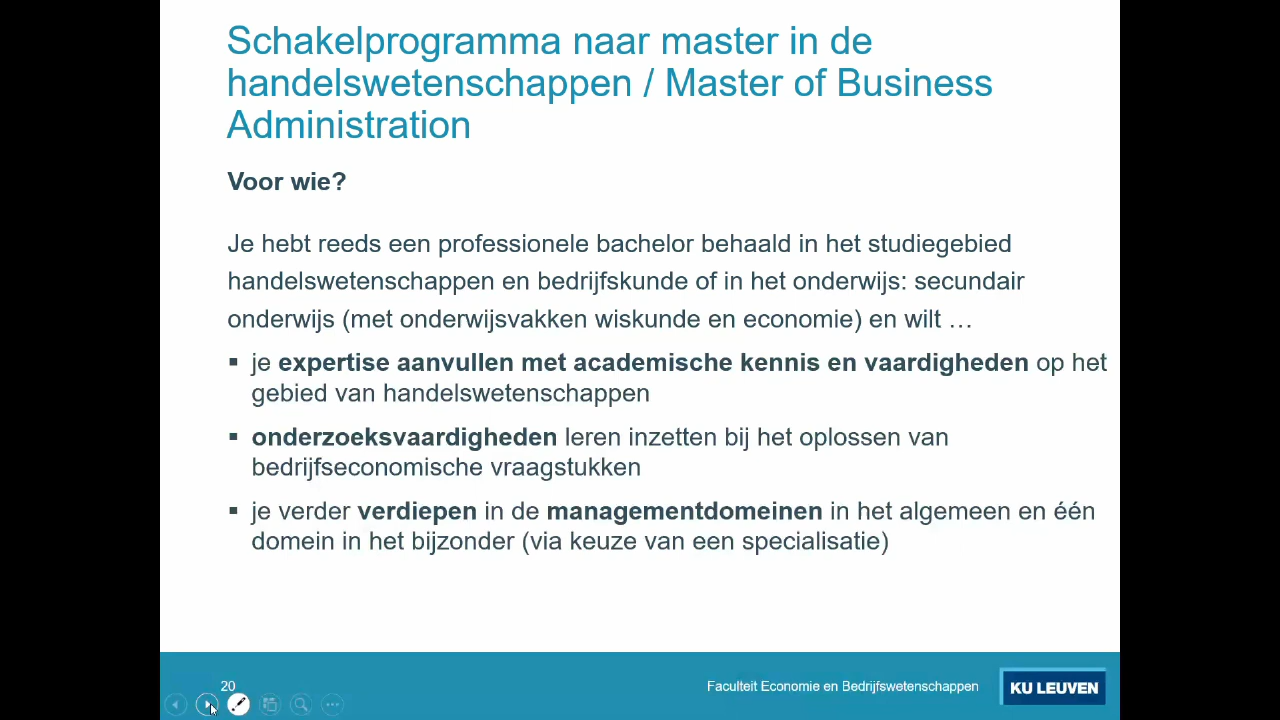 Schakelprogramma naar master in de
handelswetenschappen / Master of Business
Administration
Voor wie?
Je hebt reeds een professionele bachelor behaald in het studiegebied
handelswetenschappen en bedrijfskunde of in het onderwijs: secundair
onderwijs (met onderwijsvakken wiskunde en economie) en wilt …
▪ je expertise aanvullen met academische kennis en vaardigheden op het
gebied van handelswetenschappen
▪ onderzoeksvaardigheden leren inzetten bij het oplossen van
bedrijfseconomische vraagstukken
▪ je verder verdiepen in de managementdomeinen in het algemeen en één
domein in het bijzonder (via keuze van een specialisatie)
20
Faculteit Economie en Bedrijfswetenschappen
KU LEUVEN